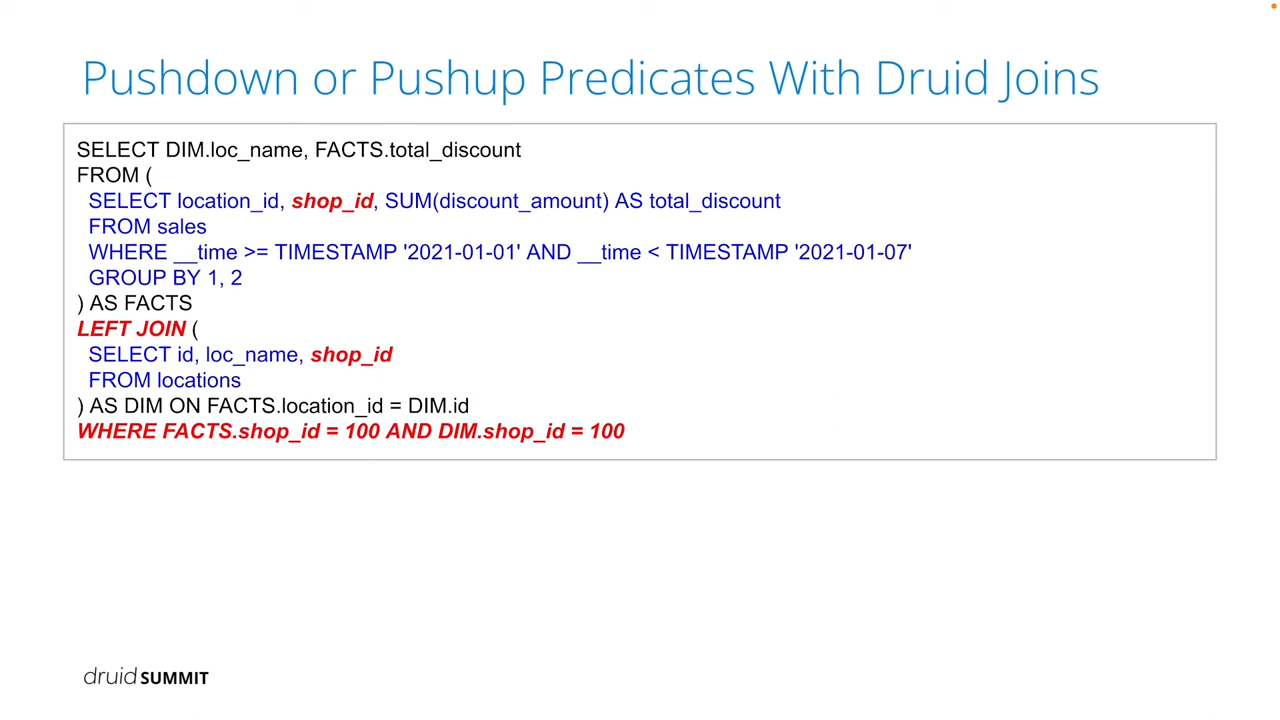 Pushdown or Pushup Predicates With Druid Joins
SELECT DIM.loc_name, FACTS.total_discount
FROM (
SELECT location_id, shop_id, SUM(discount_amount) AS total_discount
FROM sales
WHERE __time >= TIMESTAMP '2021-01-01' AND __time < TIMESTAMP '2021-01-07'
GROUP BY 1, 2
) AS FACTS
LEFT JOIN (
SELECT id, loc_name, shop_id
FROM locations
) AS DIM ON FACTS.location_id = DIM.id
WHERE FACTS.shop_id = 100 AND DIM.shop_id = 100
druid SUMMIT